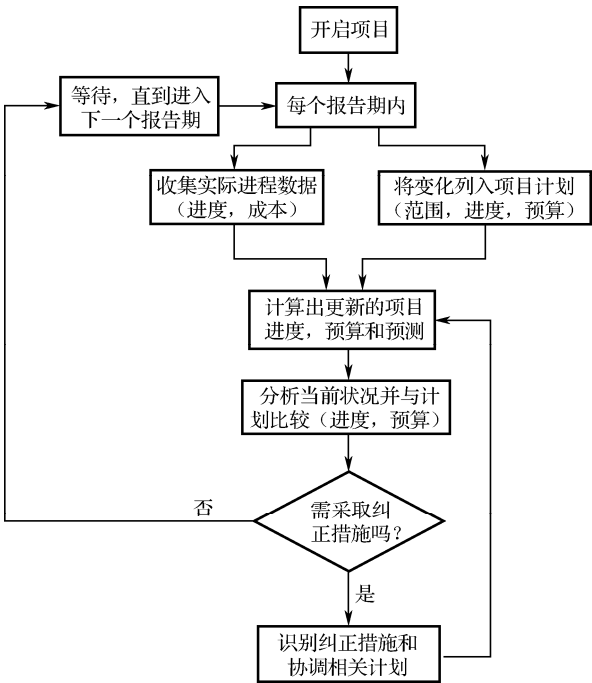 开启项目
等待，直到进入
下一个报告期
每个报告期内
收集实际进程数据
（进度，成本）
将变化列入项目计划
（范围，进度，预算）
计算出更新的项目
进度，预算和预测
分析当前状况并与计
划比较（进度，预算）
否
需采取纠
正措施吗？
是
识别纠正措施和
协调相关计划